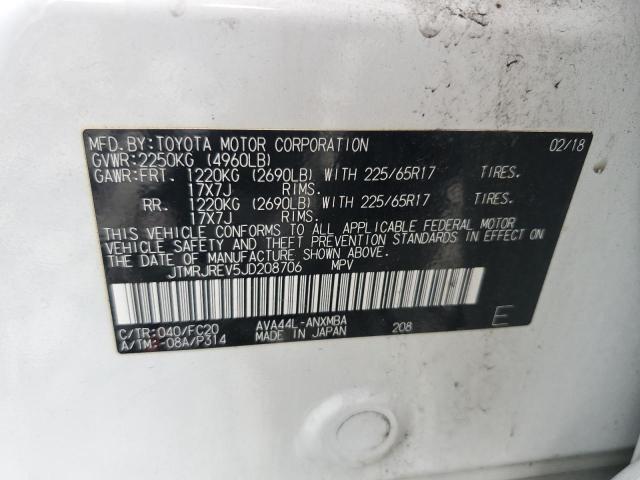 MFD.BY:TOYOTA MOTOR CORPORATION 02/18
GVWR:2250KG (4960LB)
GAWR:FRT. 1220KG (2690LB) WITH 225/65R17 TIRES.
17X7J RIMS.
RR. 1220KG (2690LB) WITH 225/65R17 TIRES.
17X7J RIMS.
THIS VEHICLE CONFORMS TO ALL APPLICABLE FEDERAL MOTOR
VEHICLE SAFETY AND THEFT PREVENTION STANDARDS IN EFFECT ON
THE DATE OF MANUFACTURE SHOWN ABOVE.
JTMRJREV5JD208706 MPV
C/TR:040/FC20 AVA44L-ANXMBA 208 E
A/TM:-08A/P314 MADE IN JAPAN